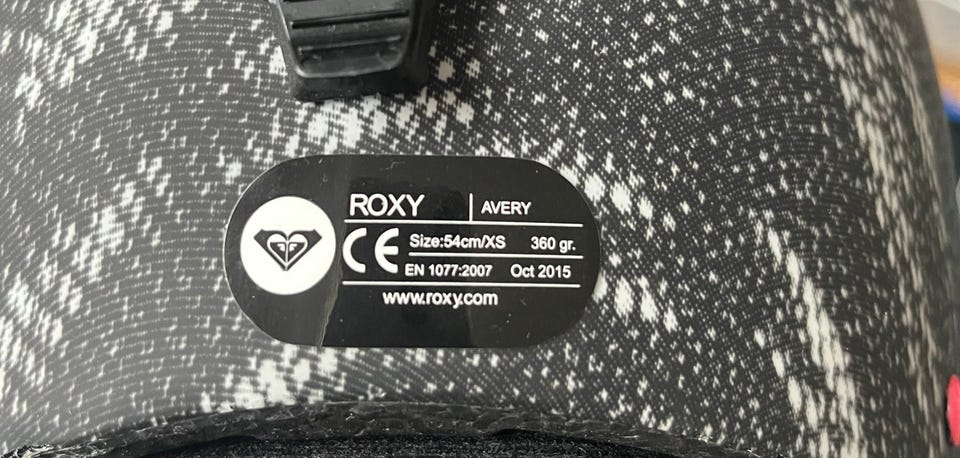 ROXY | AVERY
CE Size:54cm/XS 360 gr.
EN 1077:2007 Oct 2015
www.roxy.com